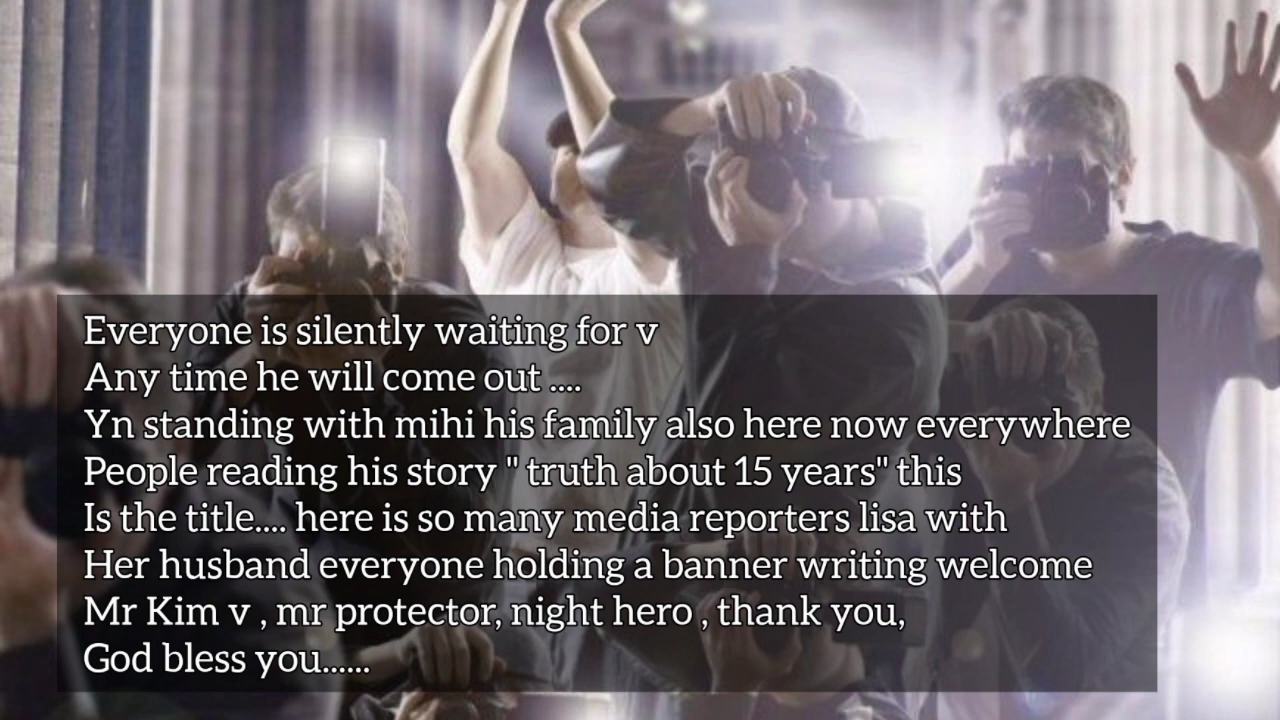 Everyone is silently waiting for v
Any time he will come out ....
Yn standing with mihi his family also here now everywhere
People reading his story " truth about 15 years" this
Is the title.... here is so many media reporters lisa with
Her husband everyone holding a banner writing welcome
Mr Kim v , mr protector, night hero , thank you,
God bless you......